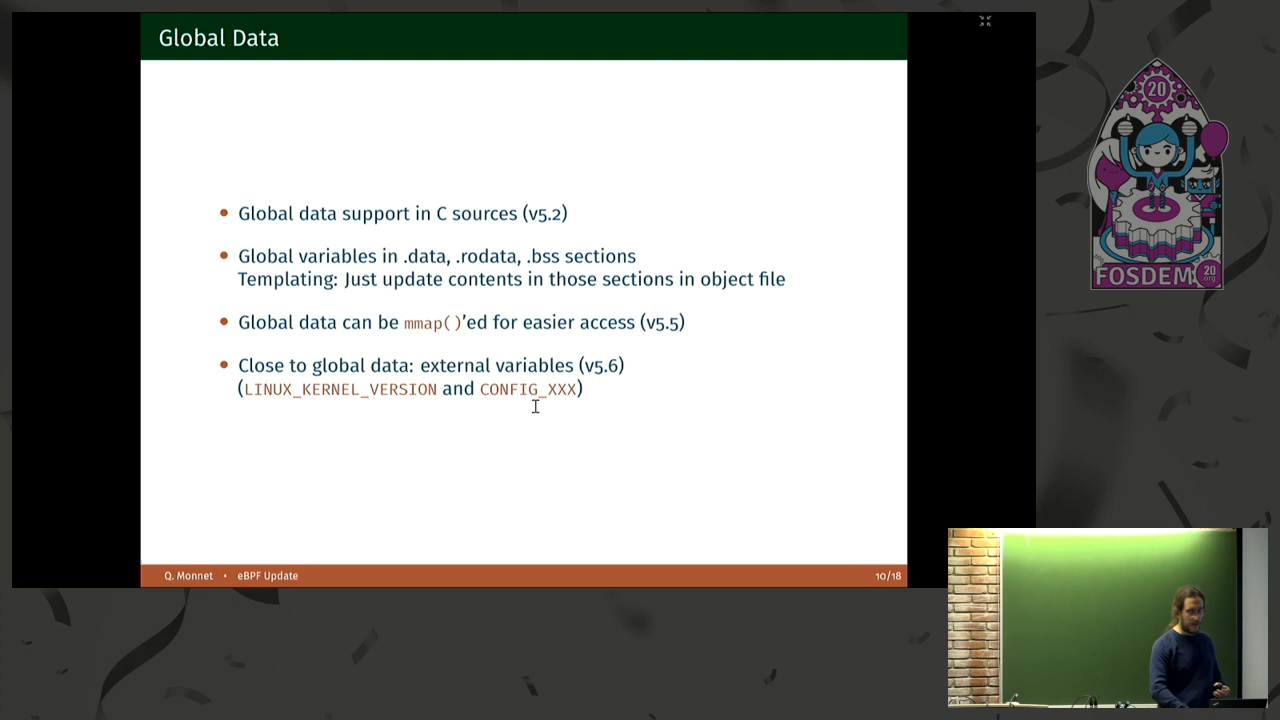 Global Data
Global data support in C sources (v5.2)
Global variables in .data, .rodata, .bss sections
Templating: Just update contents in those sections in object file
Global data can be mmap()'ed for easier access (v5.5)
Close to global data: external variables (v5.6)
(LINUX_KERNEL_VERSION and CONFIG_XXX)
Q. Monnet • eBPF Update
10/18
20
FOSDEM 20
.org